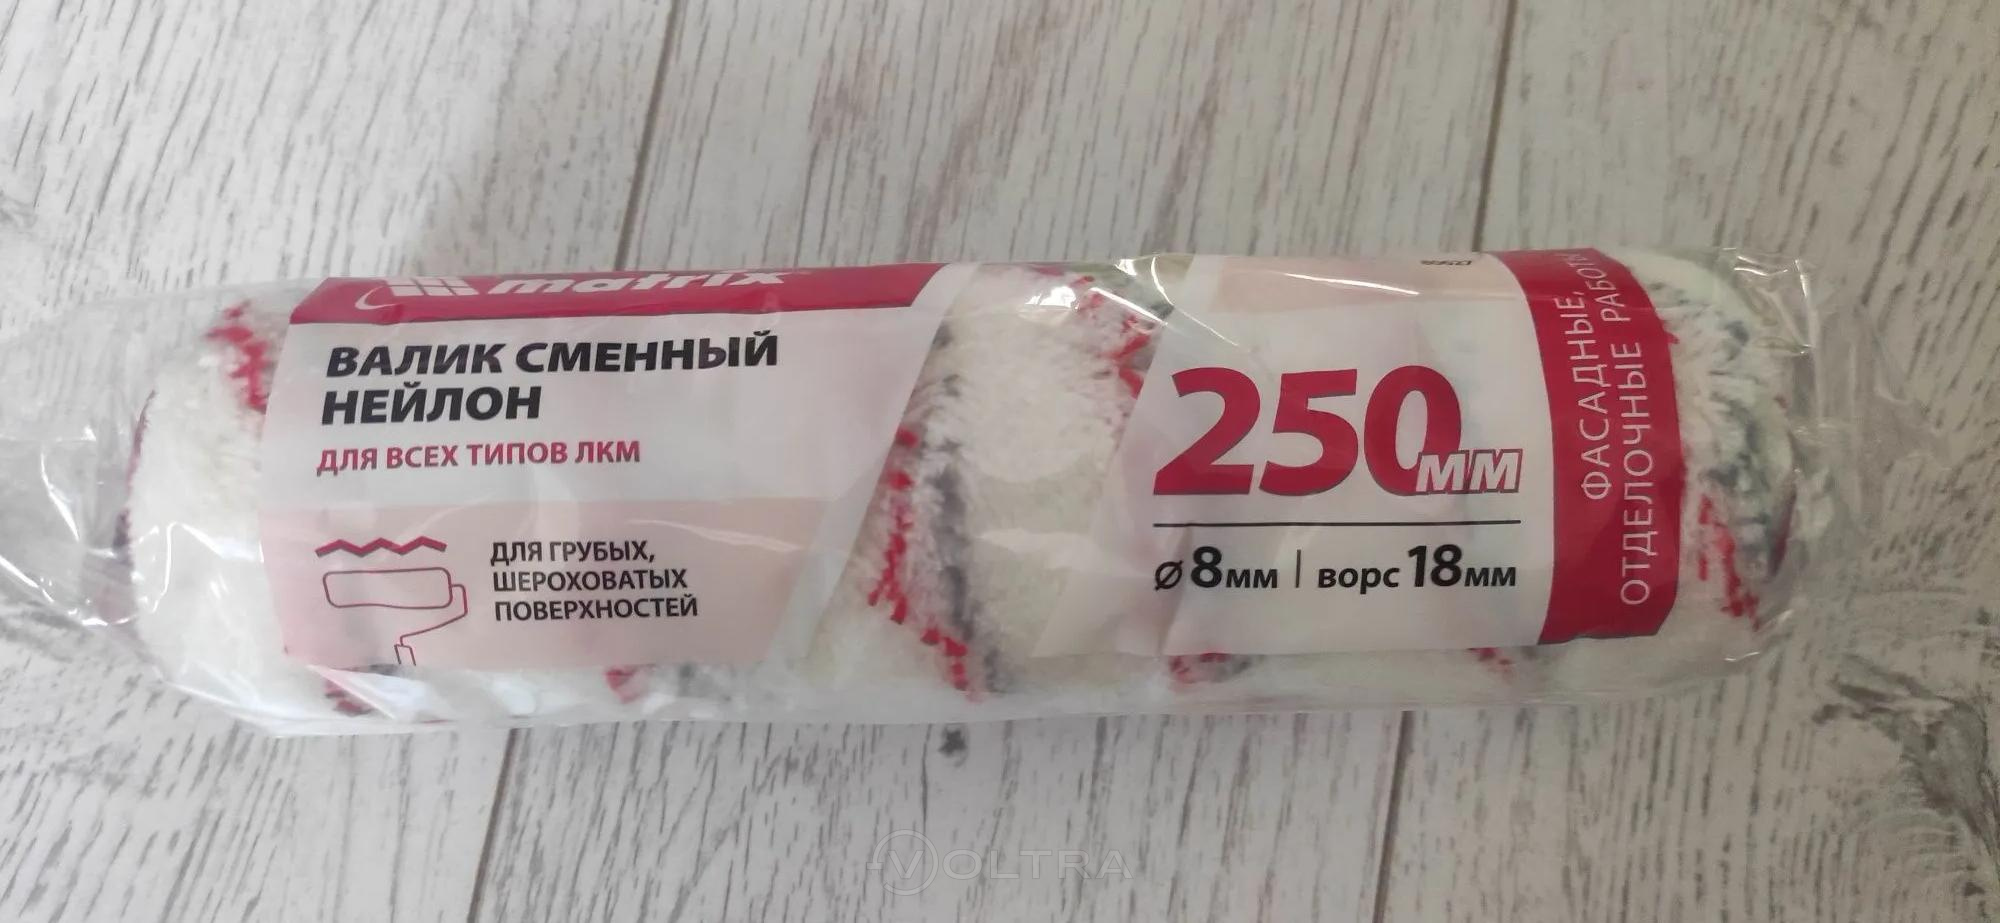 matrix
ВАЛИК СМЕННЫЙ
НЕЙЛОН
ДЛЯ ВСЕХ ТИПОВ ЛКМ
ДЛЯ ГРУБЫХ,
ШЕРОХОВАТЫХ
ПОВЕРХНОСТЕЙ
250мм
Ø 8мм | ворс 18мм
ФАСАДНЫЕ,
ОТДЕЛОЧНЫЕ РАБОТЫ
VOLTRA